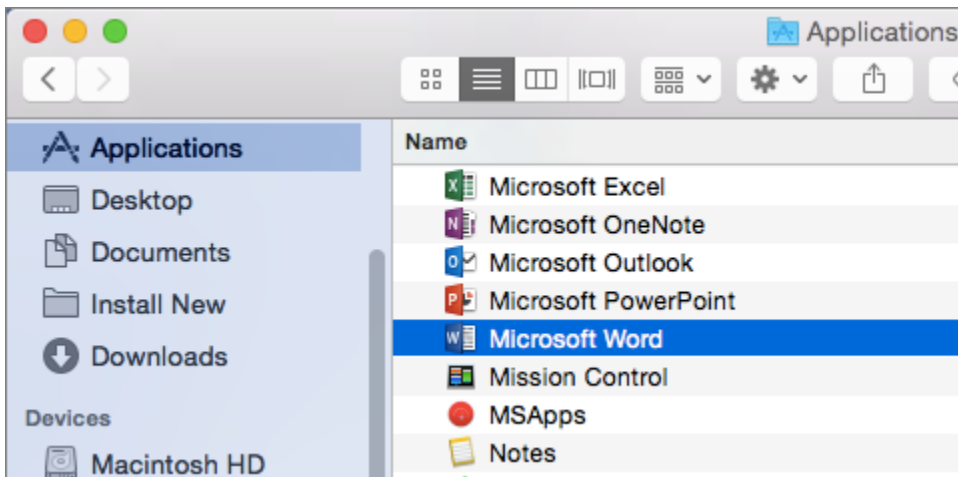 Applications
Applications
Desktop
Documents
Install New
Downloads
Devices
Macintosh HD
Name
Microsoft Excel
Microsoft OneNote
Microsoft Outlook
Microsoft PowerPoint
Microsoft Word
Mission Control
MSApps
Notes